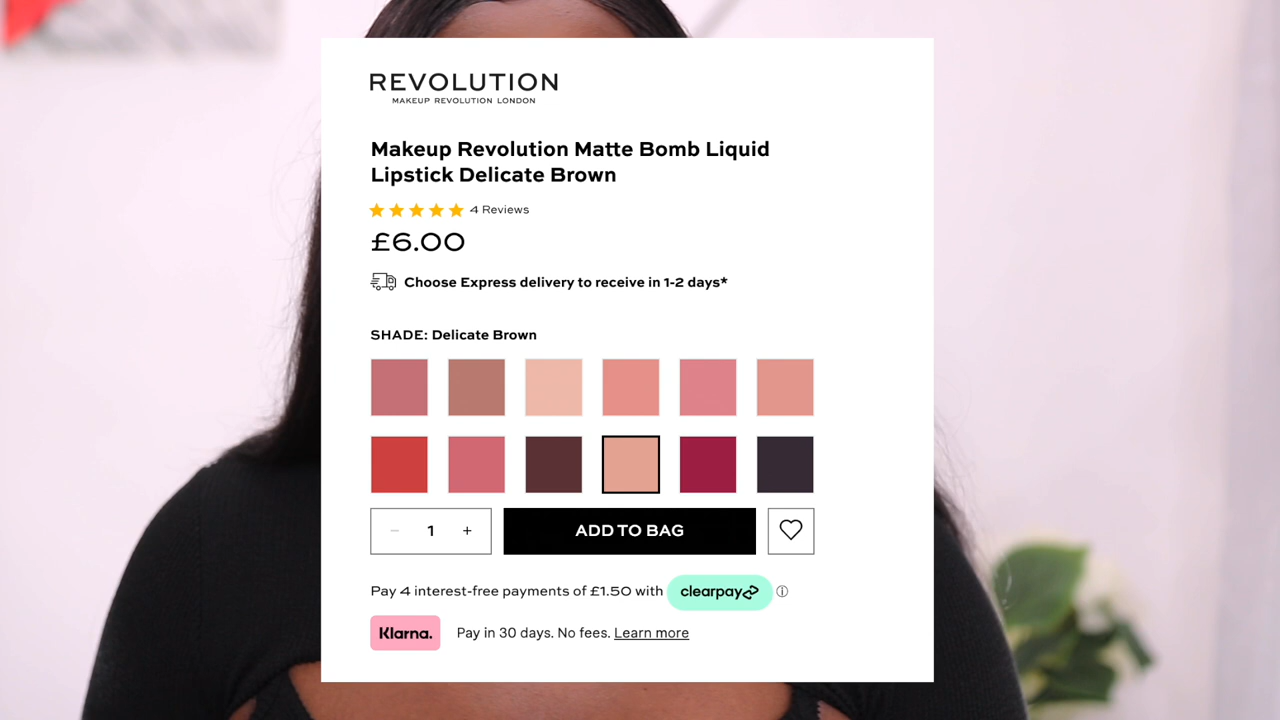 REVOLUTION
MAKEUP REVOLUTION LONDON
Makeup Revolution Matte Bomb Liquid
Lipstick Delicate Brown
4 Reviews
£6.00
Choose Express delivery to receive in 1-2 days*
SHADE: Delicate Brown
− 1 +
ADD TO BAG
Pay 4 interest-free payments of £1.50 with clearpay ⓘ
Klarna. Pay in 30 days. No fees. Learn more